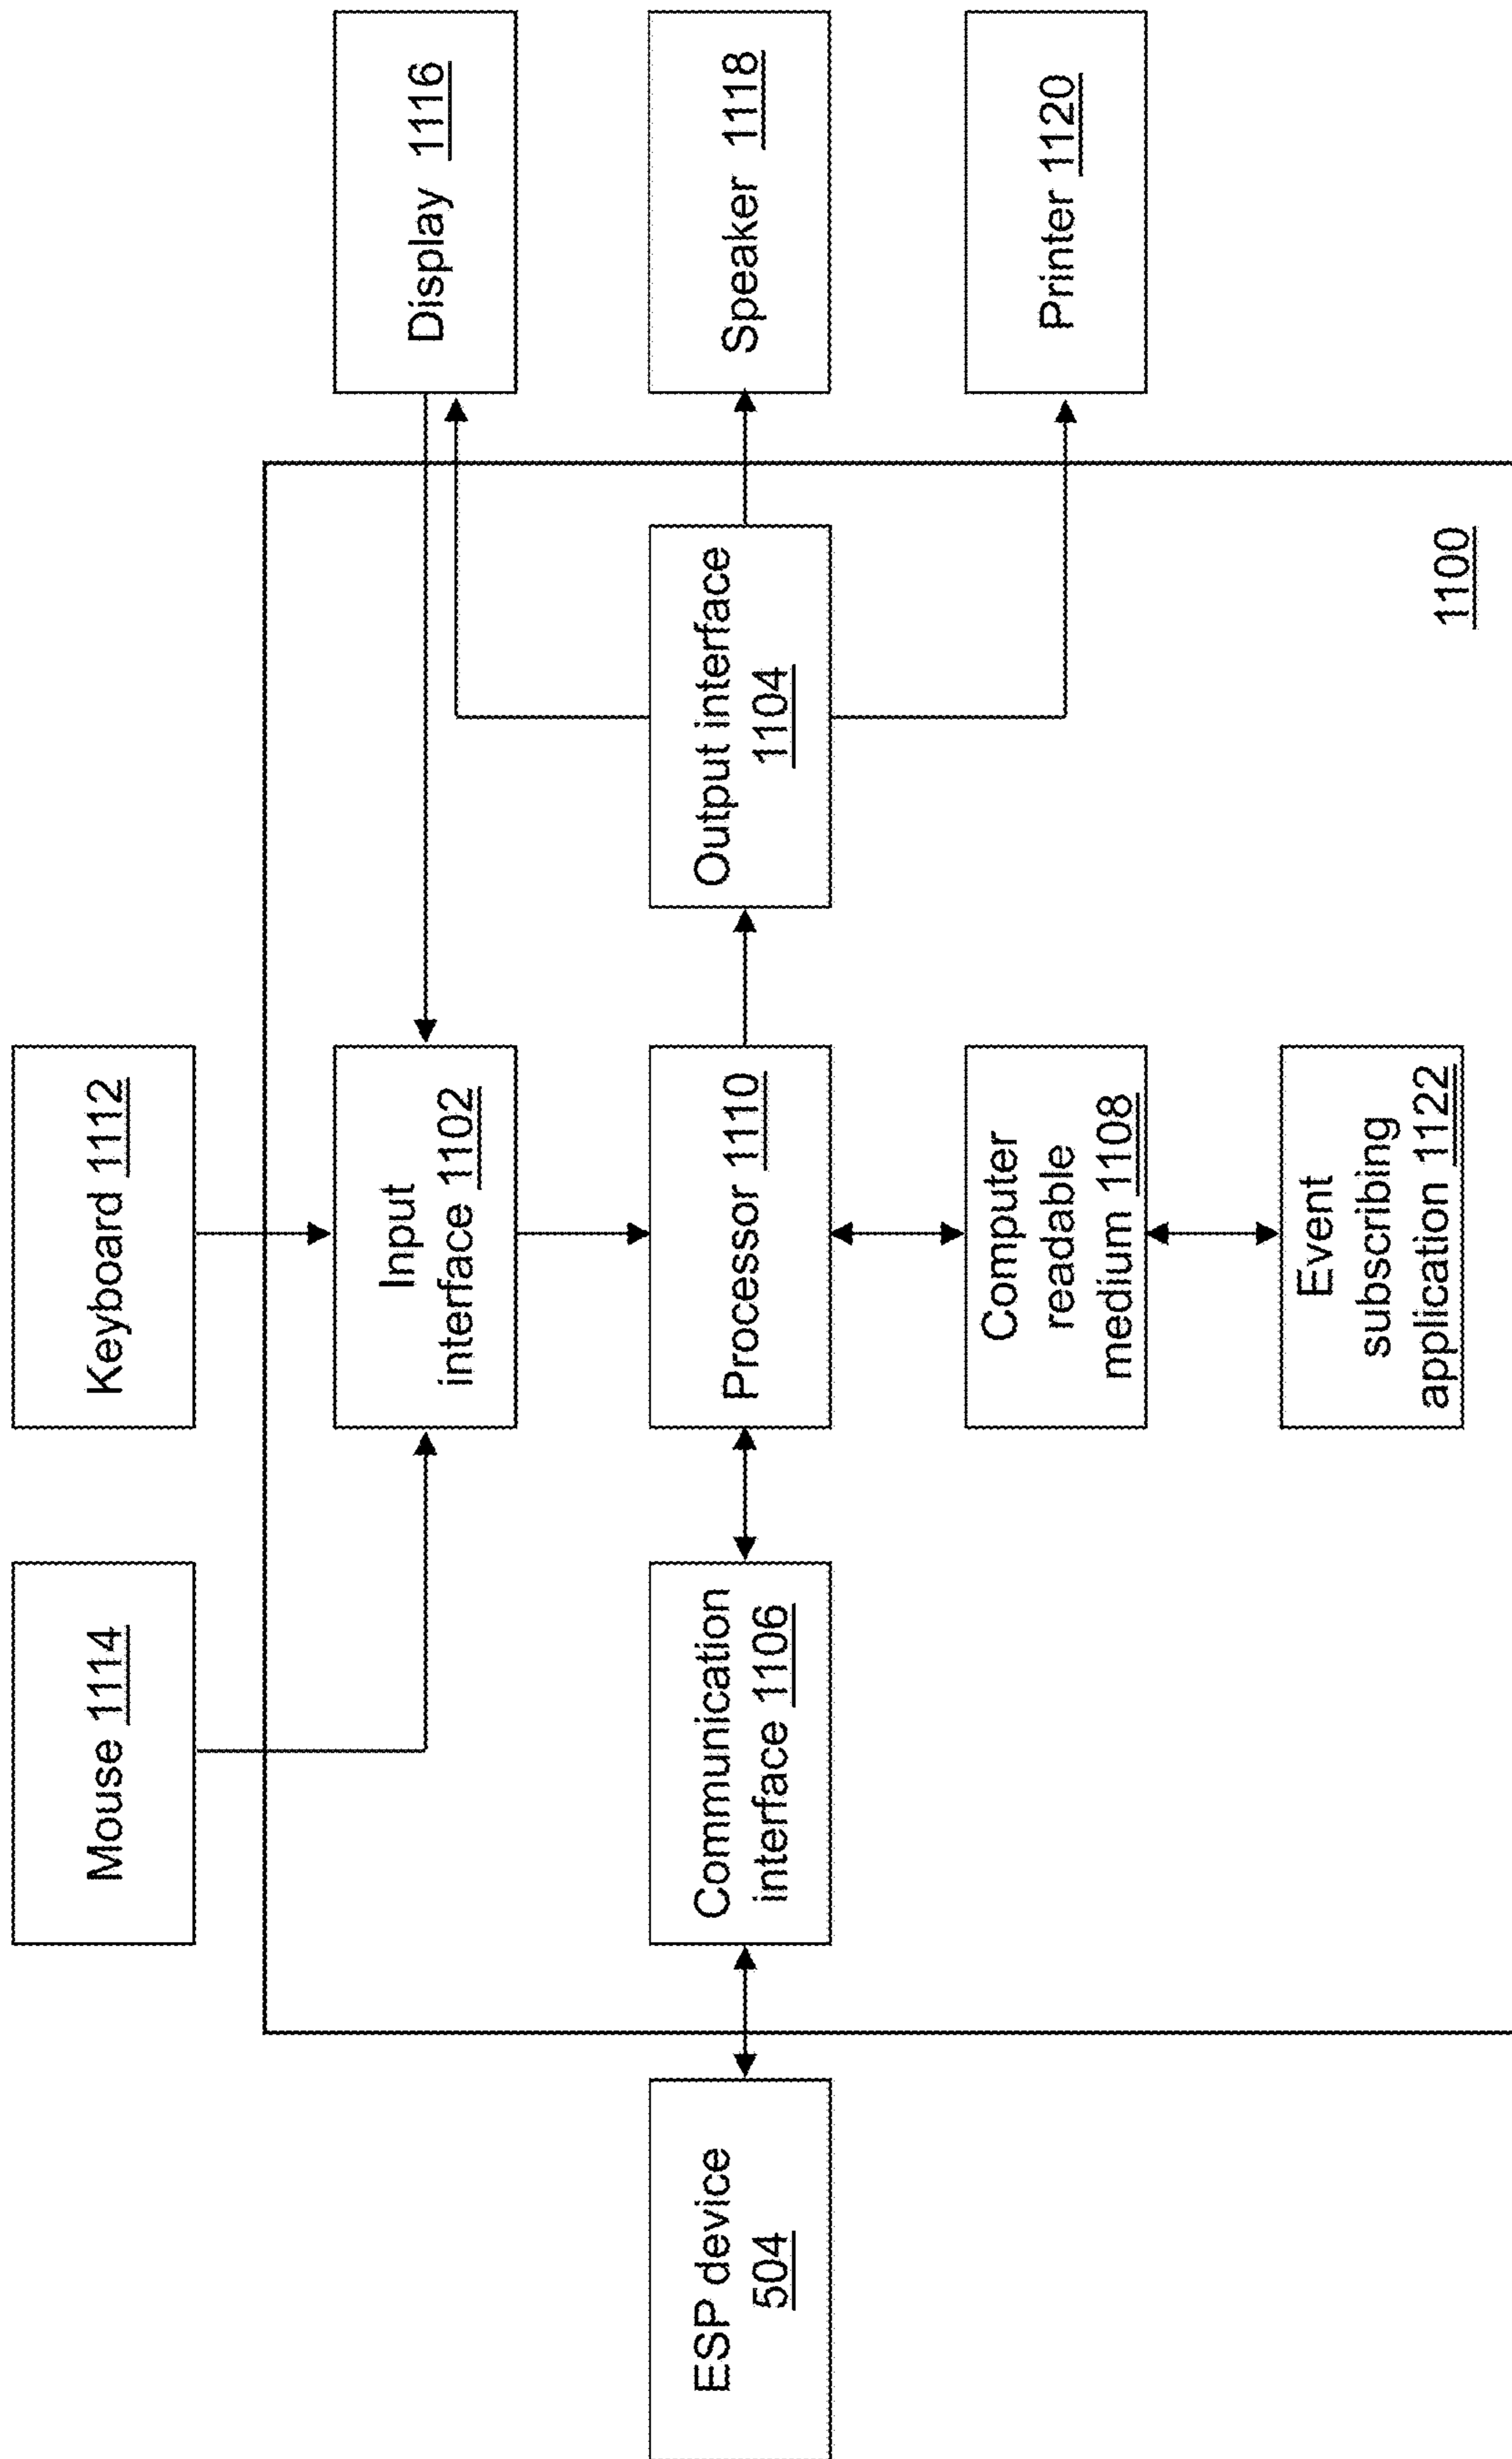 Mouse 1114
Keyboard 1112
Input
interface 1102
Display 1116
ESP device
504
Communication
interface 1106
Processor 1110
Output interface
1104
Speaker 1118
Computer
readable
medium 1108
Printer 1120
Event
subscribing
application 1122
1100